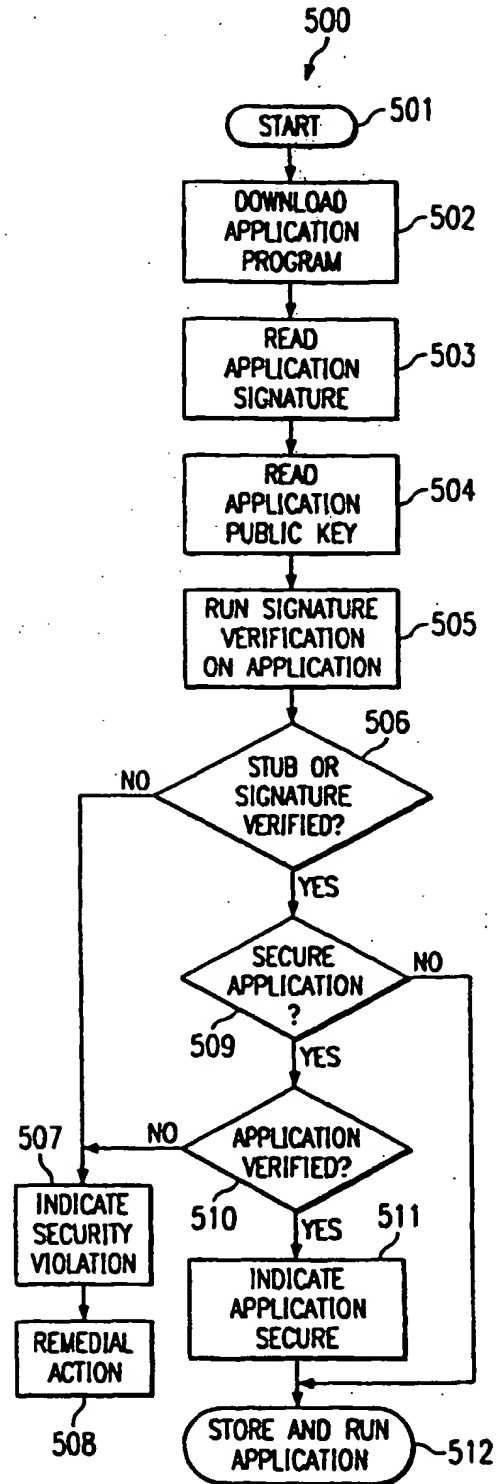 500
START
501
DOWNLOAD
APPLICATION
PROGRAM
502
READ
APPLICATION
SIGNATURE
503
READ
APPLICATION
PUBLIC KEY
504
RUN SIGNATURE
VERIFICATION
ON APPLICATION
505
506
NO
STUB OR
SIGNATURE
VERIFIED?
YES
SECURE
APPLICATION
?
NO
509
YES
507
NO
APPLICATION
VERIFIED?
510
YES
511
INDICATE
SECURITY
VIOLATION
INDICATE
APPLICATION
SECURE
REMEDIAL
ACTION
508
STORE AND RUN
APPLICATION
512